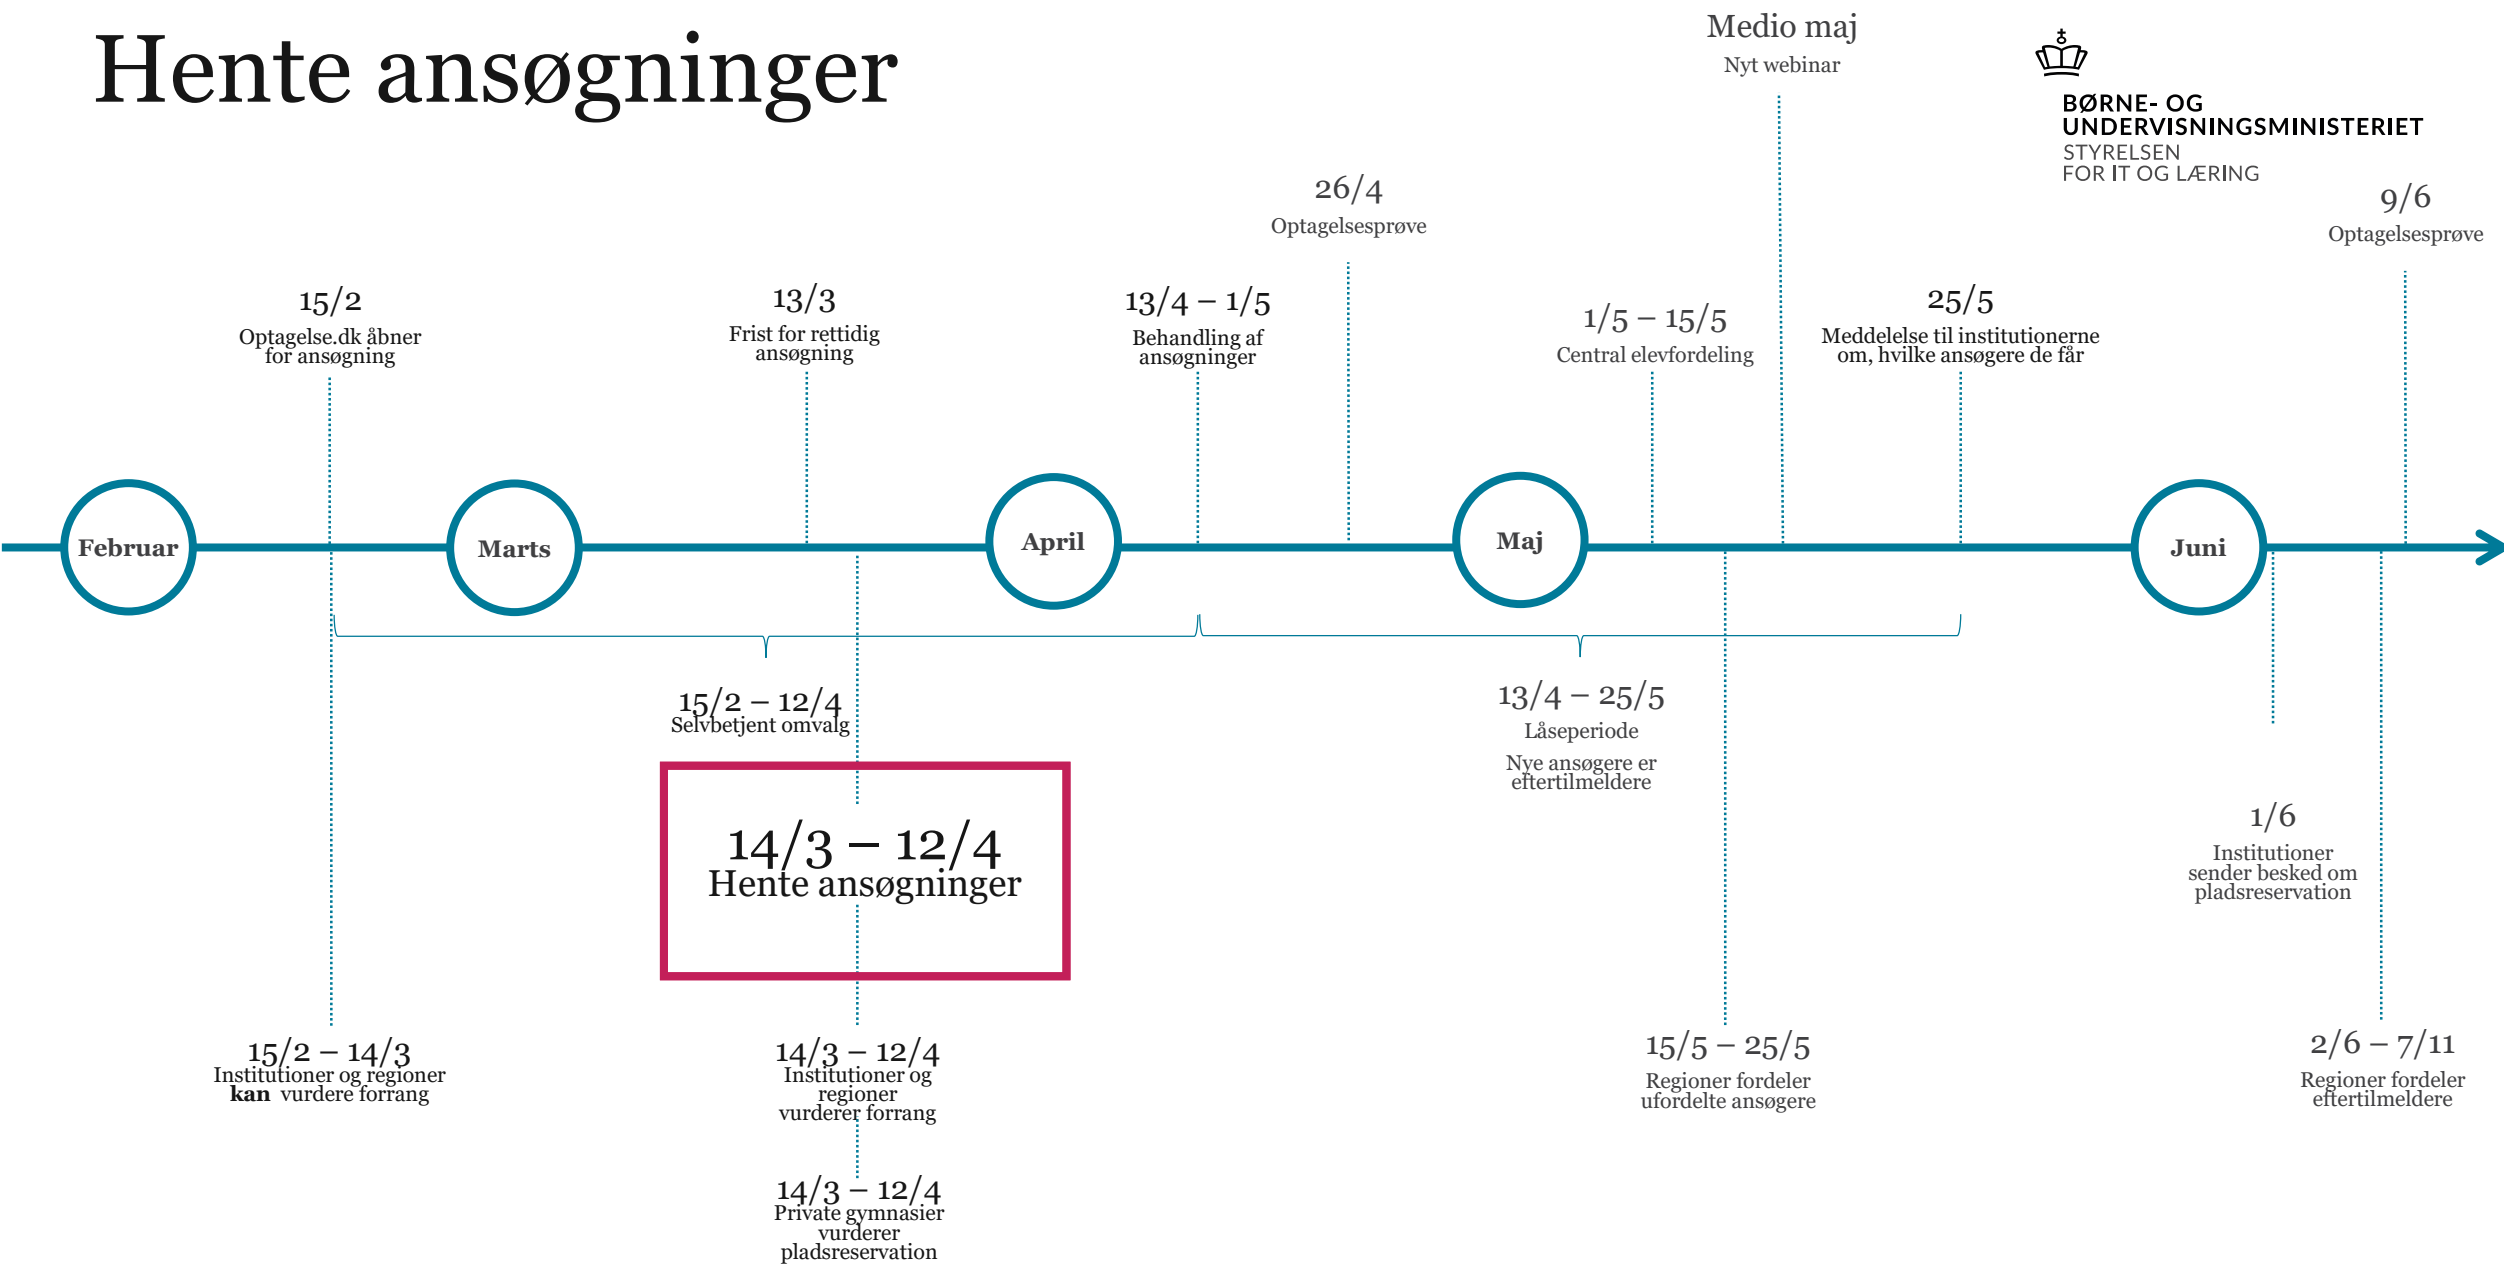 Hente ansøgninger
Medio maj
Nyt webinar
BØRNE- OG
UNDERVISNINGSMINISTERIET
STYRELSEN
FOR IT OG LÆRING
26/4
Optagelsesprøve
9/6
Optagelsesprøve
15/2
Optagelse.dk åbner
for ansøgning
13/3
Frist for rettidig
ansøgning
13/4 – 1/5
Behandling af
ansøgninger
1/5 – 15/5
Central elevfordeling
25/5
Meddelelse til institutionerne
om, hvilke ansøgere de får
Februar
Marts
April
Maj
Juni
15/2 – 12/4
Selvbetjent omvalg
13/4 – 25/5
Låseperiode
Nye ansøgere er
eftertilmeldere
14/3 – 12/4
Hente ansøgninger
1/6
Institutioner
sender besked om
pladsreservation
15/2 – 14/3
Institutioner og regioner
kan vurdere forrang
14/3 – 12/4
Institutioner og
regioner
vurderer forrang
15/5 – 25/5
Regioner fordeler
ufordelte ansøgere
2/6 – 7/11
Regioner fordeler
eftertilmeldere
14/3 – 12/4
Private gymnasier
vurderer
pladsreservation